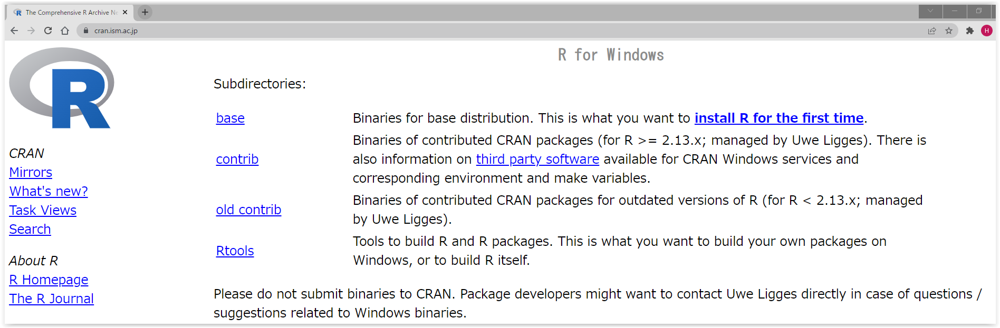 The Comprehensive R Archive Ne
cran.ism.ac.jp
H
R
CRAN
Mirrors
What's new?
Task Views
Search
About R
R Homepage
The R Journal
R for Windows
Subdirectories:
base
Binaries for base distribution. This is what you want to install R for the first time.
contrib
Binaries of contributed CRAN packages (for R >= 2.13.x; managed by Uwe Ligges). There is
also information on third party software available for CRAN Windows services and
corresponding environment and make variables.
old contrib
Binaries of contributed CRAN packages for outdated versions of R (for R < 2.13.x; managed
by Uwe Ligges).
Rtools
Tools to build R and R packages. This is what you want to build your own packages on
Windows, or to build R itself.
Please do not submit binaries to CRAN. Package developers might want to contact Uwe Ligges directly in case of questions /
suggestions related to Windows binaries.